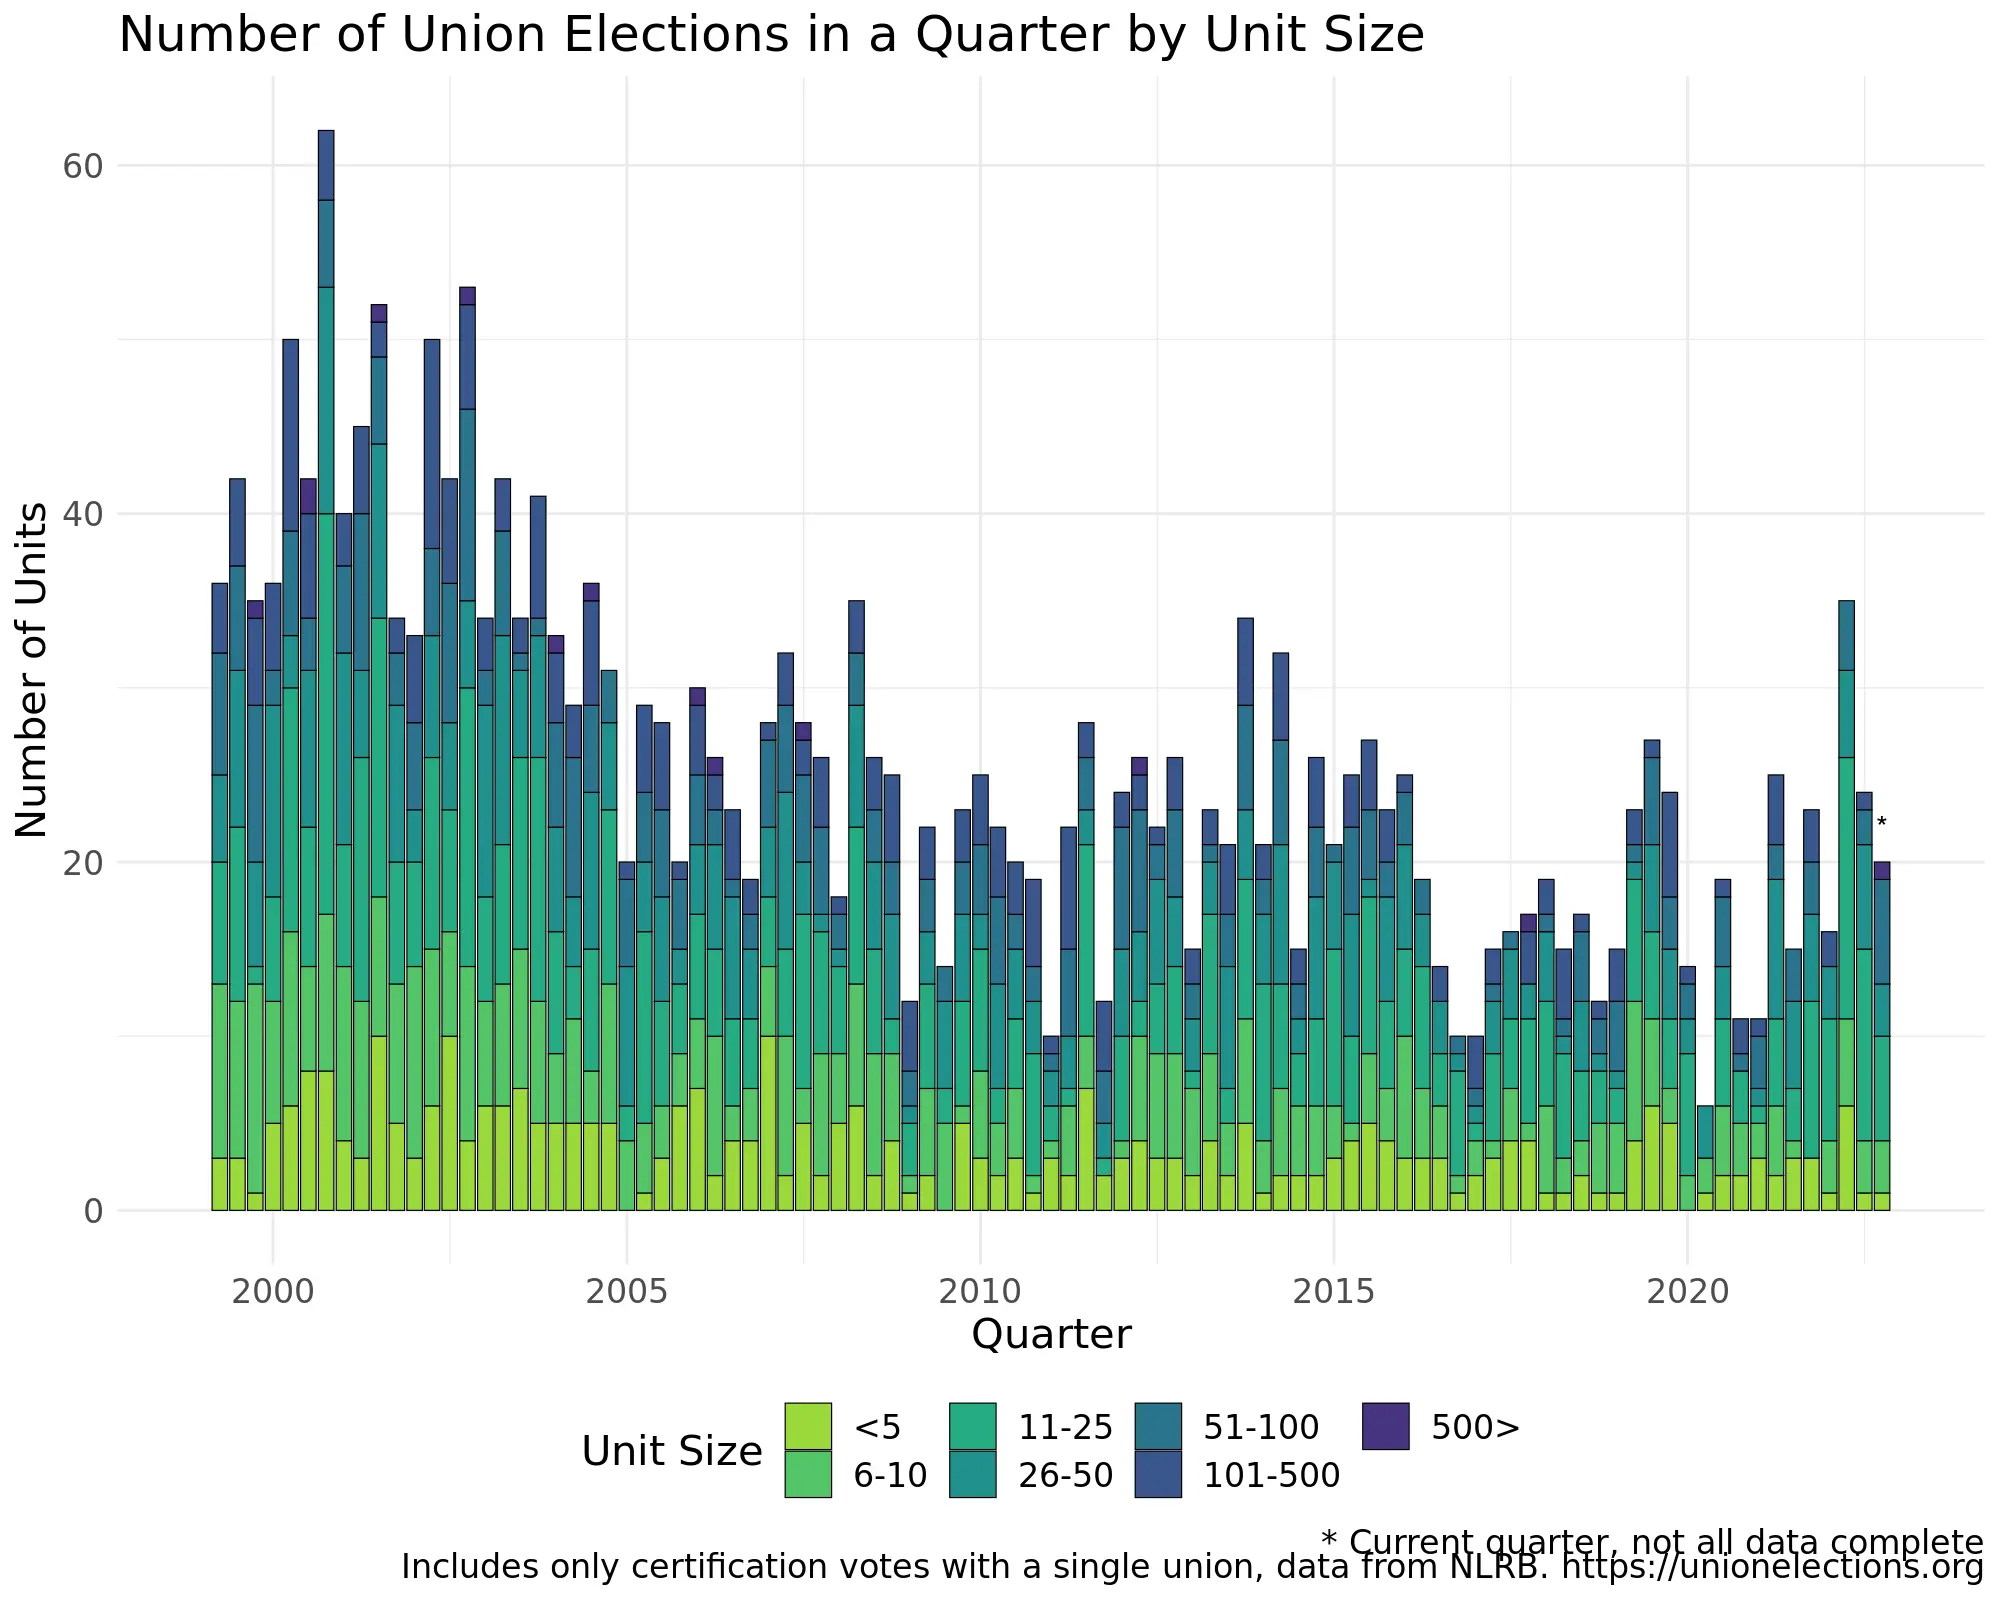 Number of Union Elections in a Quarter by Unit Size
Number of Units
60
40
20
0
*
2000 2005 2010 2015 2020
Quarter
Unit Size
<5 11-25 51-100 500>
6-10 26-50 101-500
* Current quarter, not all data complete
Includes only certification votes with a single union, data from NLRB. https://unionelections.org